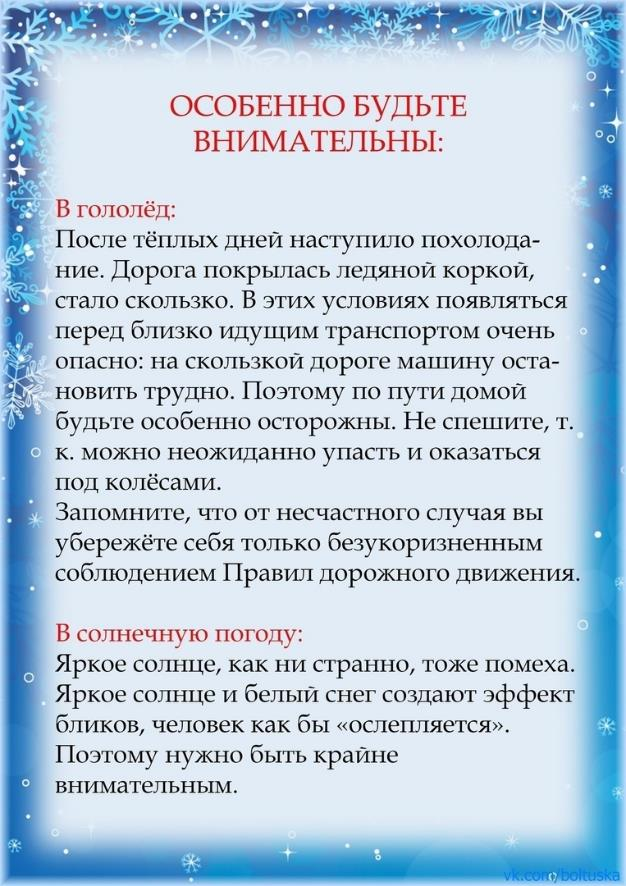 ОСОБЕННО БУДЬТЕ
ВНИМАТЕЛЬНЫ:
В гололёд:
После тёплых дней наступило похолода-
ние. Дорога покрылась ледяной коркой,
стало скользко. В этих условиях появляться
перед близко идущим транспортом очень
опасно: на скользкой дороге машину оста-
новить трудно. Поэтому по пути домой
будьте особенно осторожны. Не спешите, т.
к. можно неожиданно упасть и оказаться
под колёсами.
Запомните, что от несчастного случая вы
убережёте себя только безукоризненным
соблюдением Правил дорожного движения.
В солнечную погоду:
Яркое солнце, как ни странно, тоже помеха.
Яркое солнце и белый снег создают эффект
бликов, человек как бы «ослепляется».
Поэтому нужно быть крайне
внимательным.
vk.com/boltuska